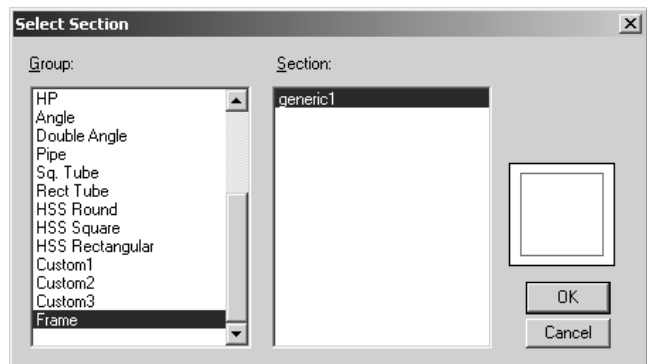 Select Section
Group:
Section:
HP
Angle
Double Angle
Pipe
Sq. Tube
Rect Tube
HSS Round
HSS Square
HSS Rectangular
Custom1
Custom2
Custom3
Frame
generic1
OK
Cancel